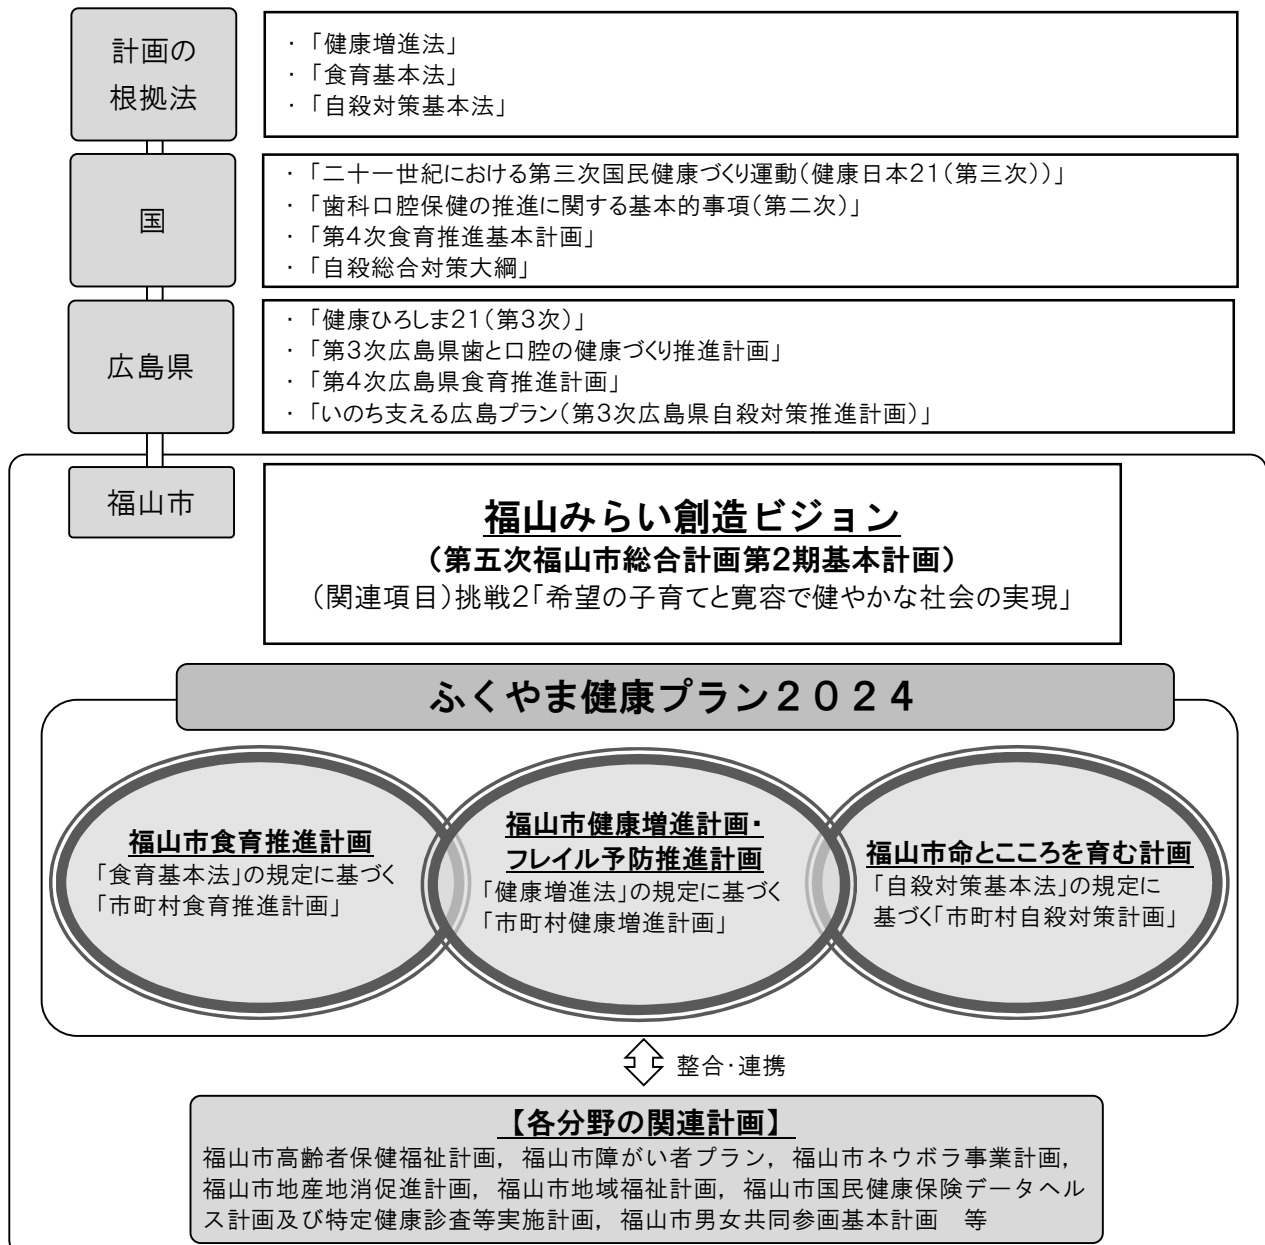 計画の
根拠法
・「健康増進法」
・「食育基本法」
・「自殺対策基本法」
国
・「二十一世紀における第三次国民健康づくり運動(健康日本21(第三次))」
・「歯科口腔保健の推進に関する基本的事項(第二次)」
・「第4次食育推進基本計画」
・「自殺総合対策大綱」
広島県
・「健康ひろしま21(第3次)」
・「第3次広島県歯と口腔の健康づくり推進計画」
・「第4次広島県食育推進計画」
・「いのち支える広島プラン(第3次広島県自殺対策推進計画)」
福山市
福山みらい創造ビジョン
(第五次福山市総合計画第2期基本計画)
(関連項目)挑戦2「希望の子育てと寛容で健やかな社会の実現」
ふくやま健康プラン2024
福山市食育推進計画
「食育基本法」の規定に基づく
「市町村食育推進計画」
福山市健康増進計画・
フレイル予防推進計画
「健康増進法」の規定に基づく
「市町村健康増進計画」
福山市命とこころを育む計画
「自殺対策基本法」の規定に
基づく「市町村自殺対策計画」
整合・連携
【各分野の関連計画】
福山市高齢者保健福祉計画, 福山市障がい者プラン, 福山市ネウボラ事業計画,
福山市地産地消促進計画, 福山市地域福祉計画, 福山市国民健康保険データヘル
ス計画及び特定健康診査等実施計画, 福山市男女共同参画基本計画 等